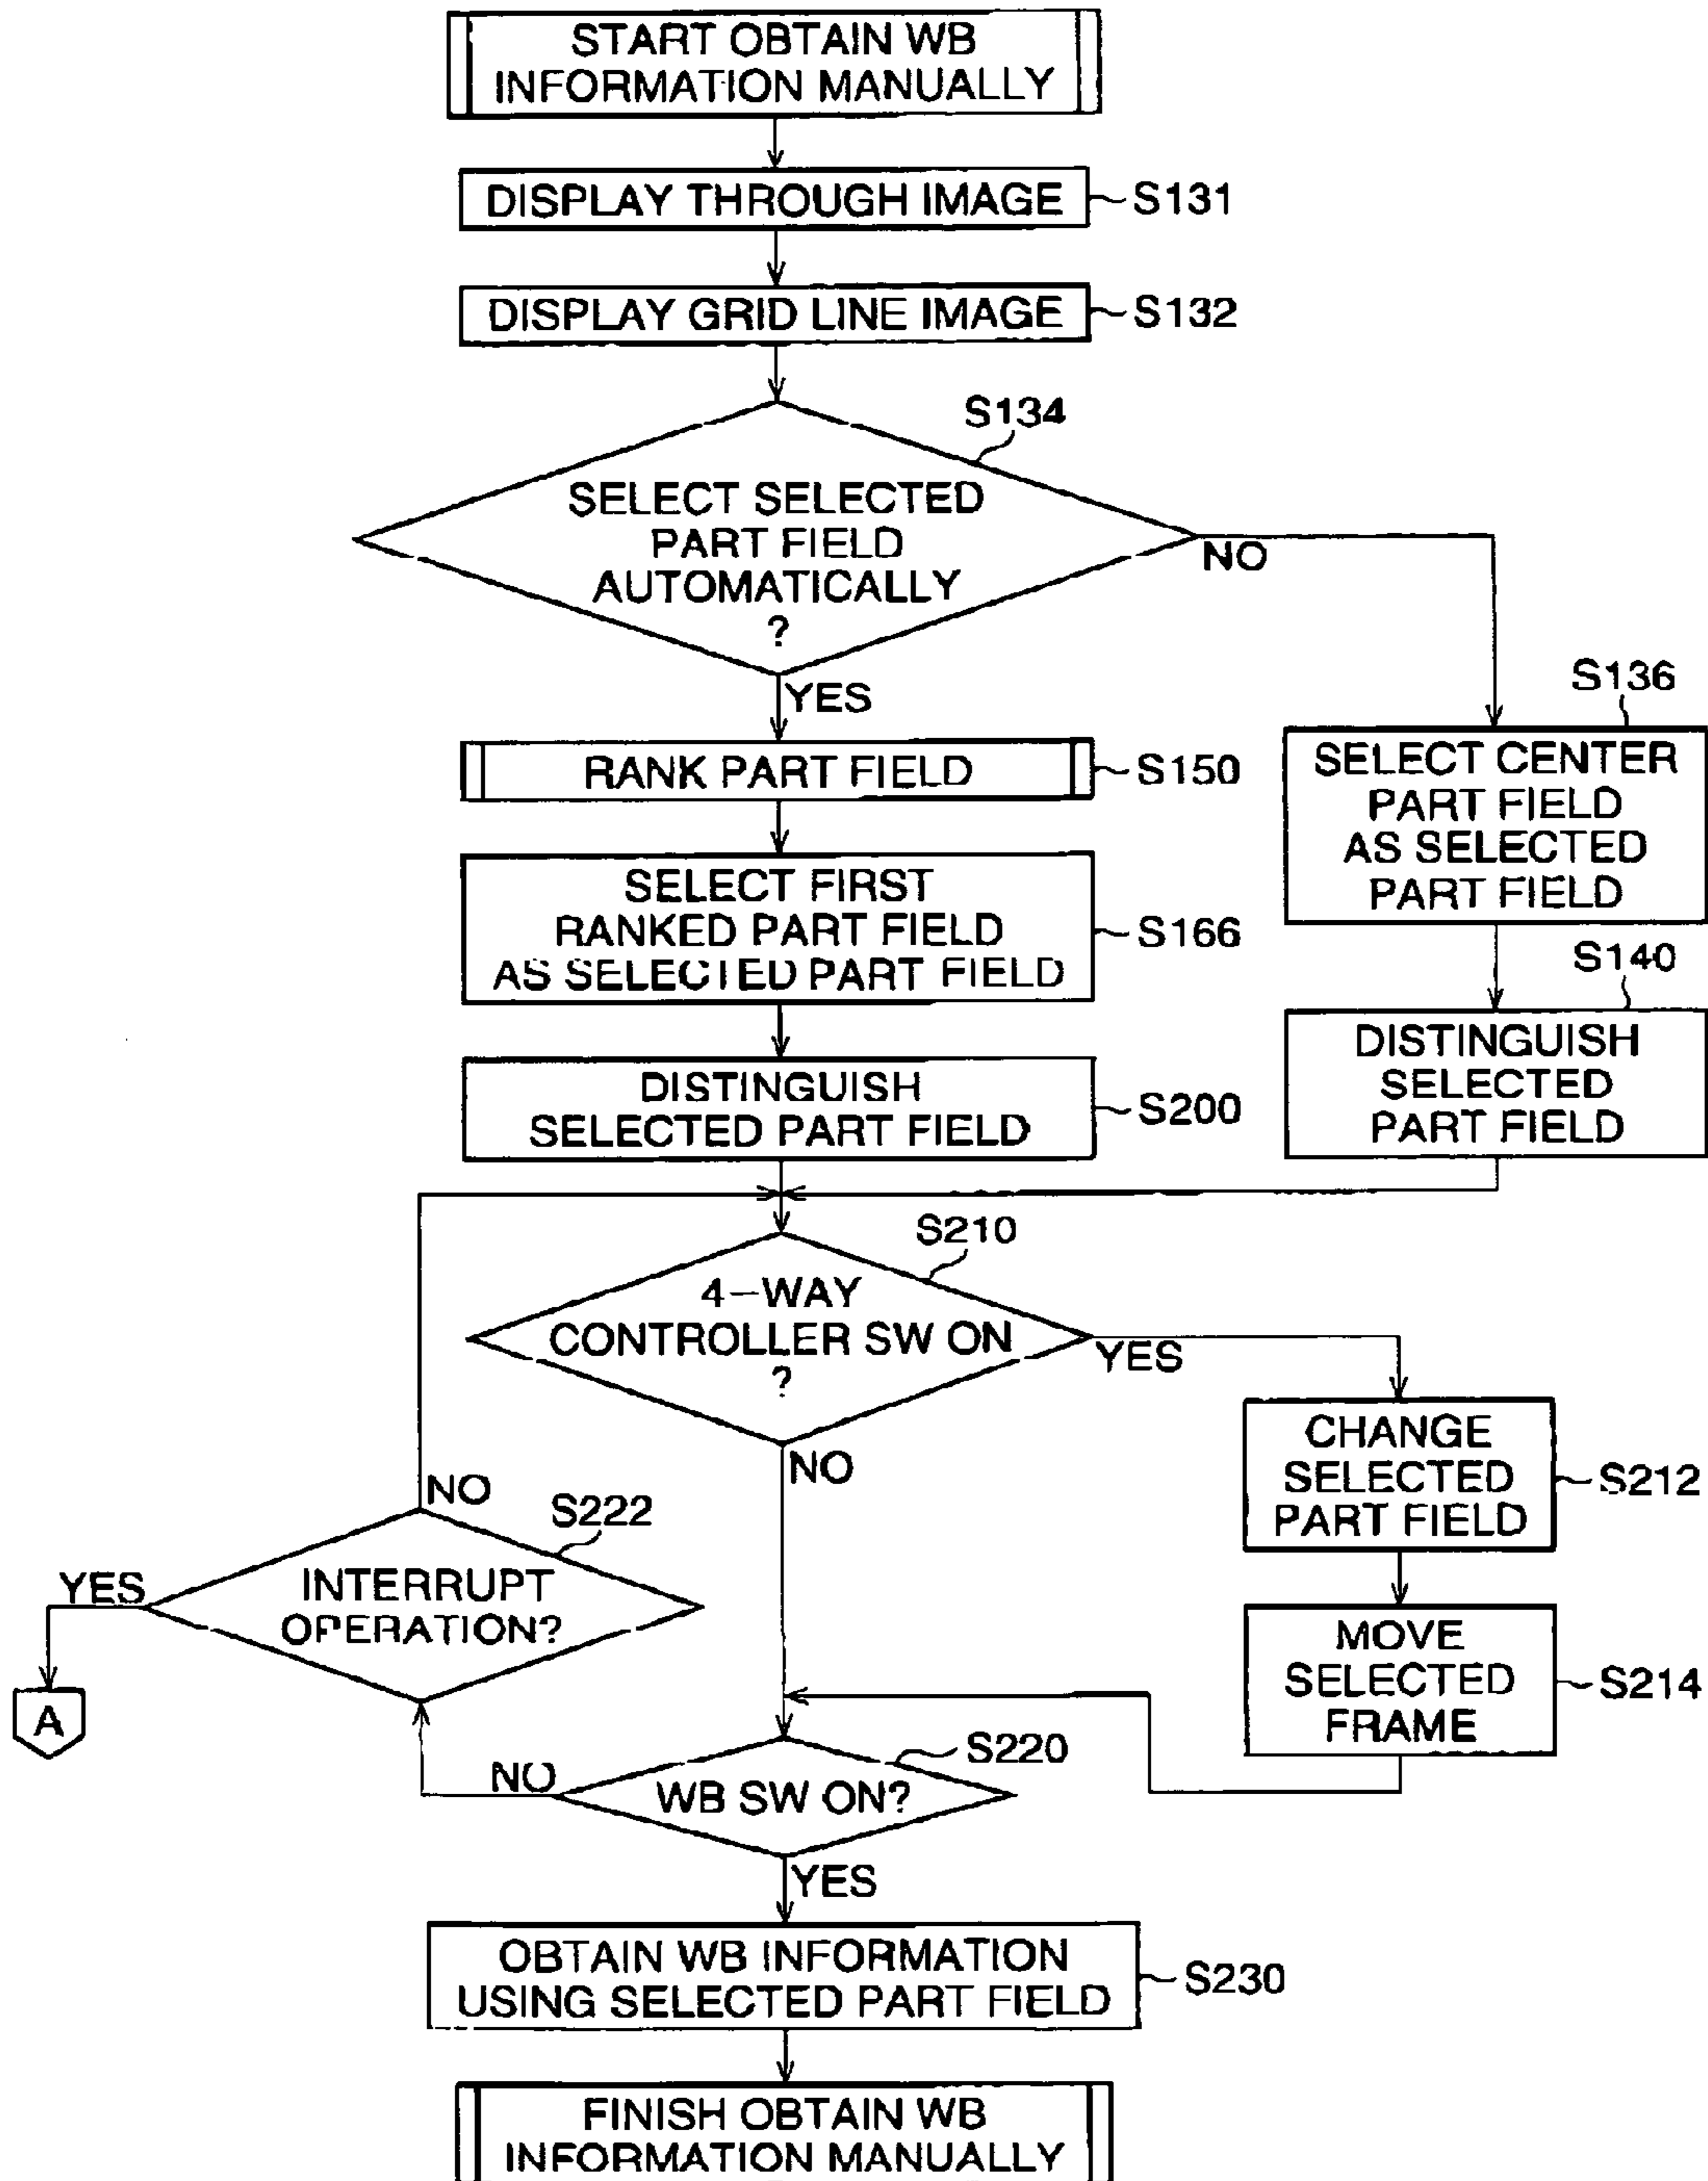 START OBTAIN WB
INFORMATION MANUALLY
DISPLAY THROUGH IMAGE
S131
DISPLAY GRID LINE IMAGE
S132
S134
SELECT SELECTED
PART FIELD
AUTOMATICALLY
?
NO
YES
S136
SELECT CENTER
PART FIELD
AS SELECTED
PART FIELD
RANK PART FIELD
S150
SELECT FIRST
RANKED PART FIELD
AS SELECTED PART FIELD
S166
S140
DISTINGUISH
SELECTED
PART FIELD
DISTINGUISH
SELECTED PART FIELD
S200
S210
4-WAY
CONTROLLER SW ON
?
YES
NO
CHANGE
SELECTED
PART FIELD
S212
MOVE
SELECTED
FRAME
S214
NO
S222
INTERRUPT
OPERATION?
YES
A
S220
WB SW ON?
NO
YES
OBTAIN WB INFORMATION
USING SELECTED PART FIELD
S230
FINISH OBTAIN WB
INFORMATION MANUALLY